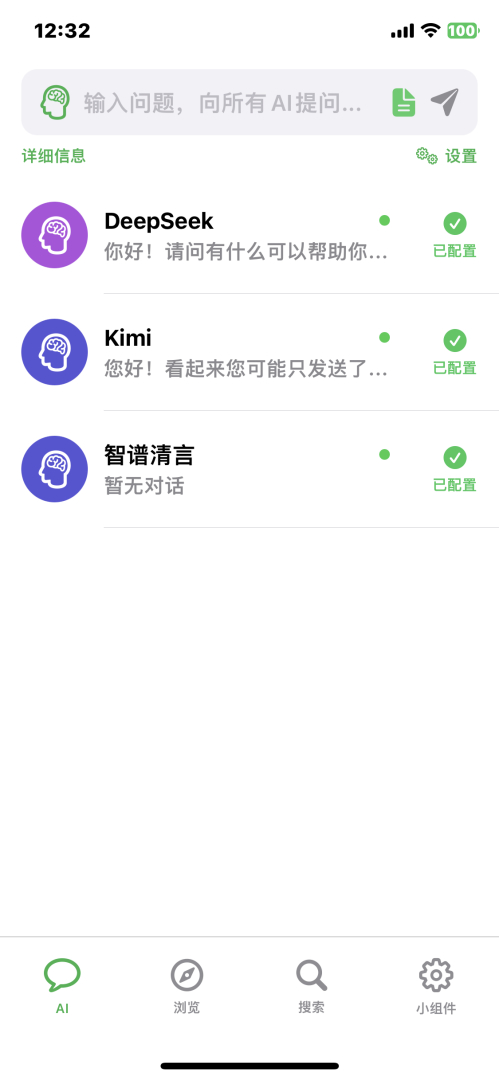 12:32
100
输入问题，向所有 AI提问...
详细信息
设置
DeepSeek
你好！请问有什么可以帮助你...
已配置
Kimi
您好！看起来您可能只发送了...
已配置
智谱清言
暂无对话
已配置
AI
浏览
搜索
小组件